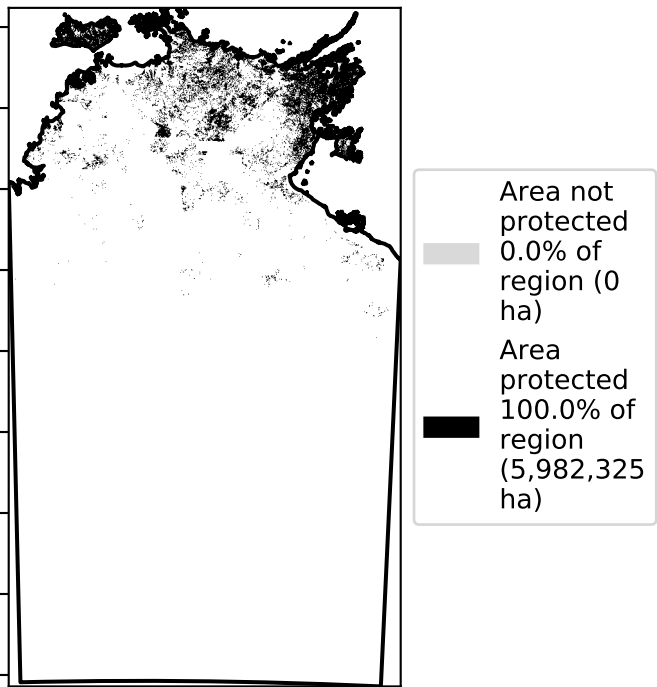 Area not
protected
0.0% of
region (0
ha)
Area
protected
100.0% of
region
(5,982,325
ha)